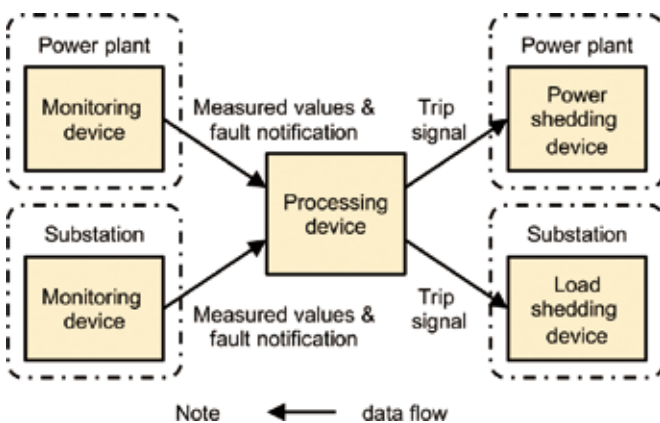 Power plant
Monitoring
device
Measured values &
fault notification
Substation
Monitoring
device
Measured values &
fault notification
Processing
device
Trip
signal
Power plant
Power
shedding
device
Trip
signal
Substation
Load
shedding
device
Note data flow